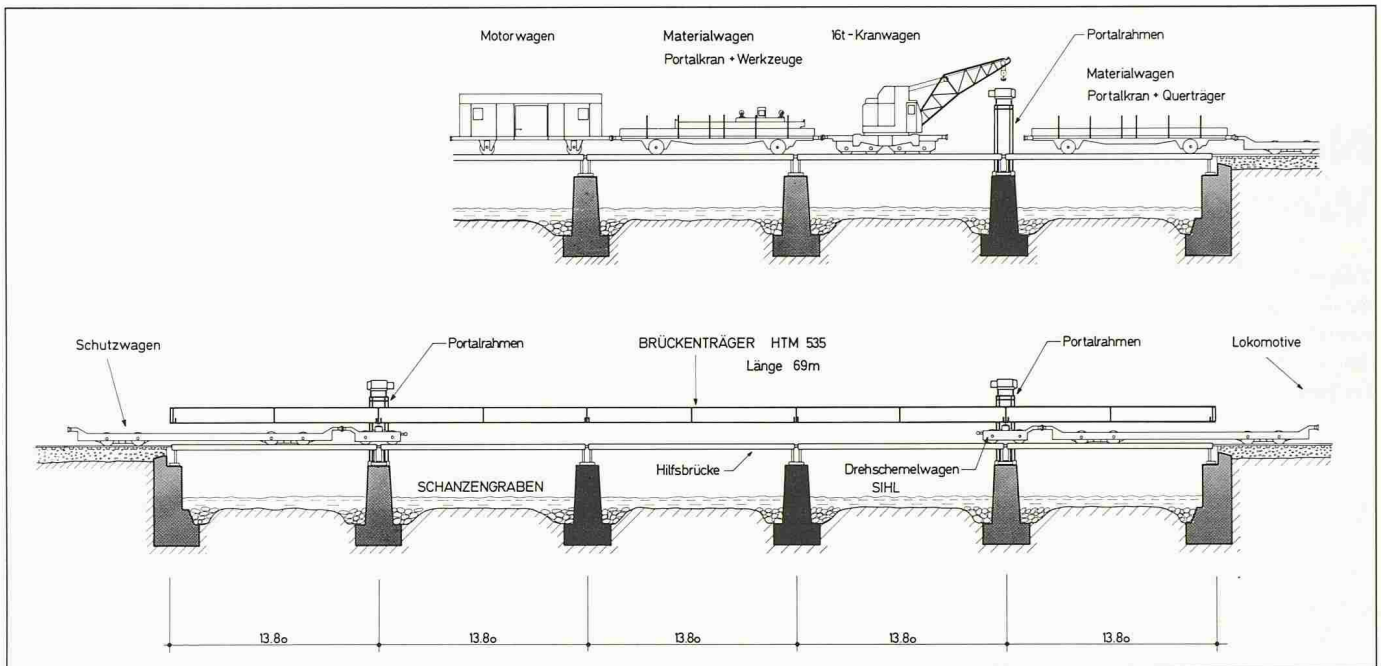 Motorwagen
Materialwagen
Portalkran + Werkzeuge
16t-Kranwagen
Portalrahmen
Materialwagen
Portalkran + Querträger
Schutzwagen
Portalrahmen
BRÜCKENTRÄGER HTM 535
Länge 69m
Portalrahmen
Lokomotive
SCHANZENGRABEN
Hilfsbrücke
Drehschemelwagen
SIHL
13.80 13.80 13.80 13.80 13.80